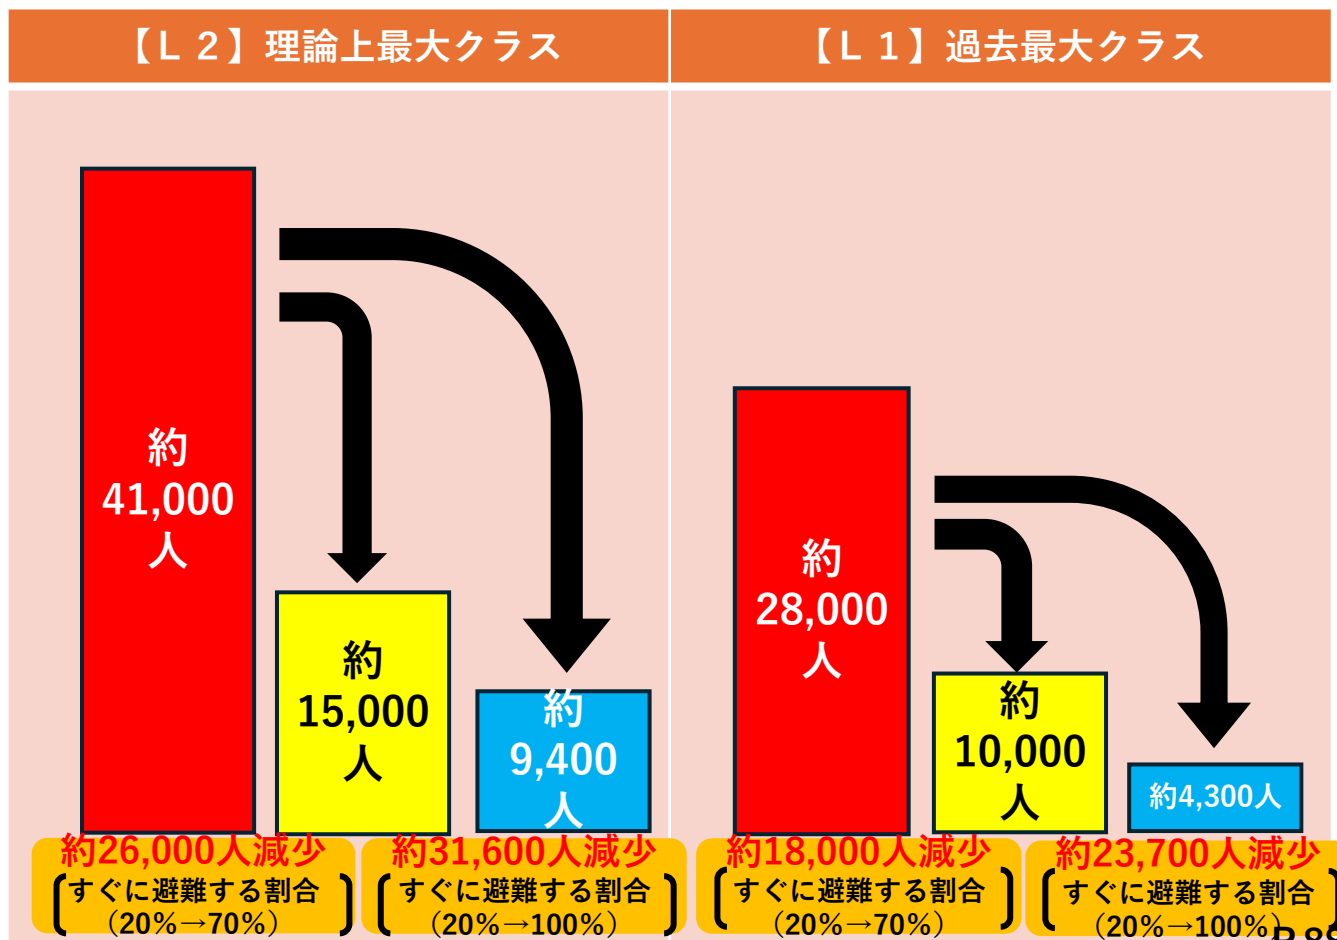 【Ｌ２】理論上最大クラス
約
41,000
人
約
15,000
人
約
9,400
人
約26,000人減少
すぐに避難する割合
（20%→70%）
約31,600人減少
すぐに避難する割合
（20%→100%）
【Ｌ１】過去最大クラス
約
28,000
人
約
10,000
人
約4,300人
約18,000人減少
すぐに避難する割合
（20%→70%）
約23,700人減少
すぐに避難する割合
（20%→100%）